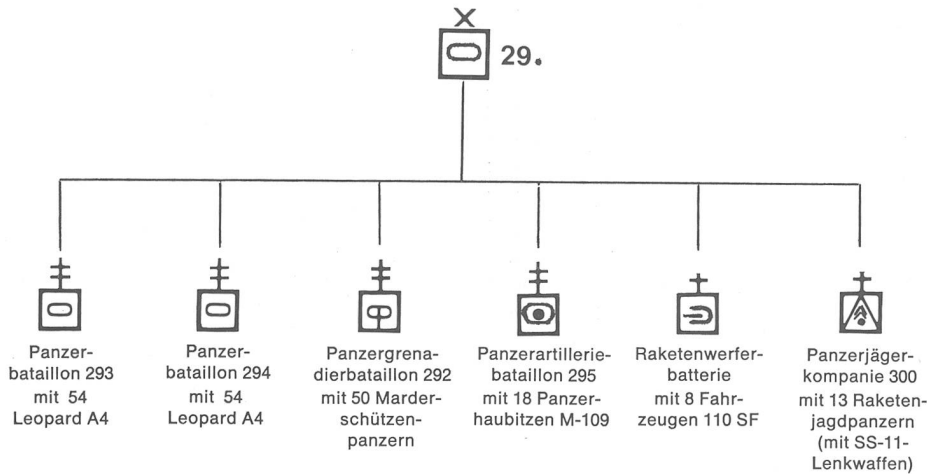 29.
Panzer-
bataillon 293
mit 54
Leopard A4
Panzer-
bataillon 294
mit 54
Leopard A4
Panzergrena-
dierbataillon 292
mit 50 Marder-
schützen-
panzern
Panzerartillerie-
bataillon 295
mit 18 Panzer-
haubitzen M-109
Raketenwerfer-
batterie
mit 8 Fahr-
zeugen 110 SF
Panzerjäger-
kompanie 300
mit 13 Raketen-
jagdpanzern
(mit SS-11-
Lenkwaffen)